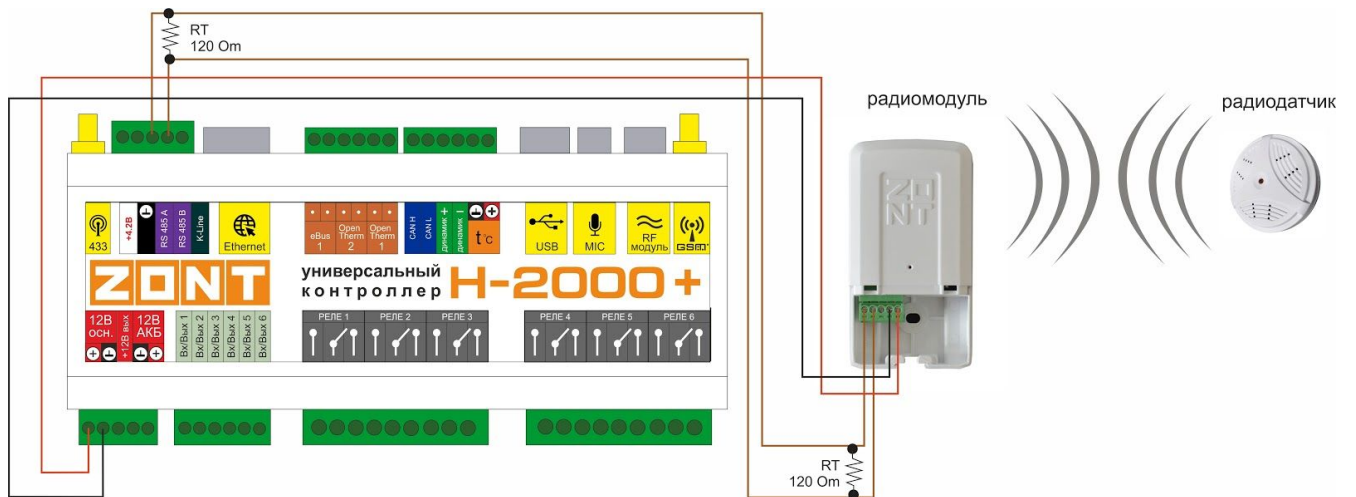 RT
120 Om
радиомодуль
радиодатчик
ZONT
433
+4.2В
RS 485 A
RS 485 B
K-Line
Ethernet
eBus 1
Open Therm 2
Open Therm 1
CAN H
CAN L
динамик +
динамик –
t°c
USB
MIC
RF модуль
GSM
ZONT
универсальный
контроллер
H-2000+
12В осн.
+12В вых
12В АКБ
Вх/Вых 1
Вх/Вых 2
Вх/Вых 3
Вх/Вых 4
Вх/Вых 5
Вх/Вых 6
РЕЛЕ 1
РЕЛЕ 2
РЕЛЕ 3
РЕЛЕ 4
РЕЛЕ 5
РЕЛЕ 6
RT
120 Om